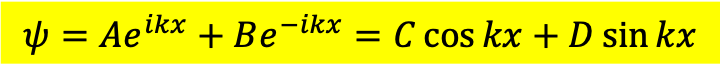 ψ = Ae^{ikx} + Be^{-ikx} = C cos kx + D sin kx